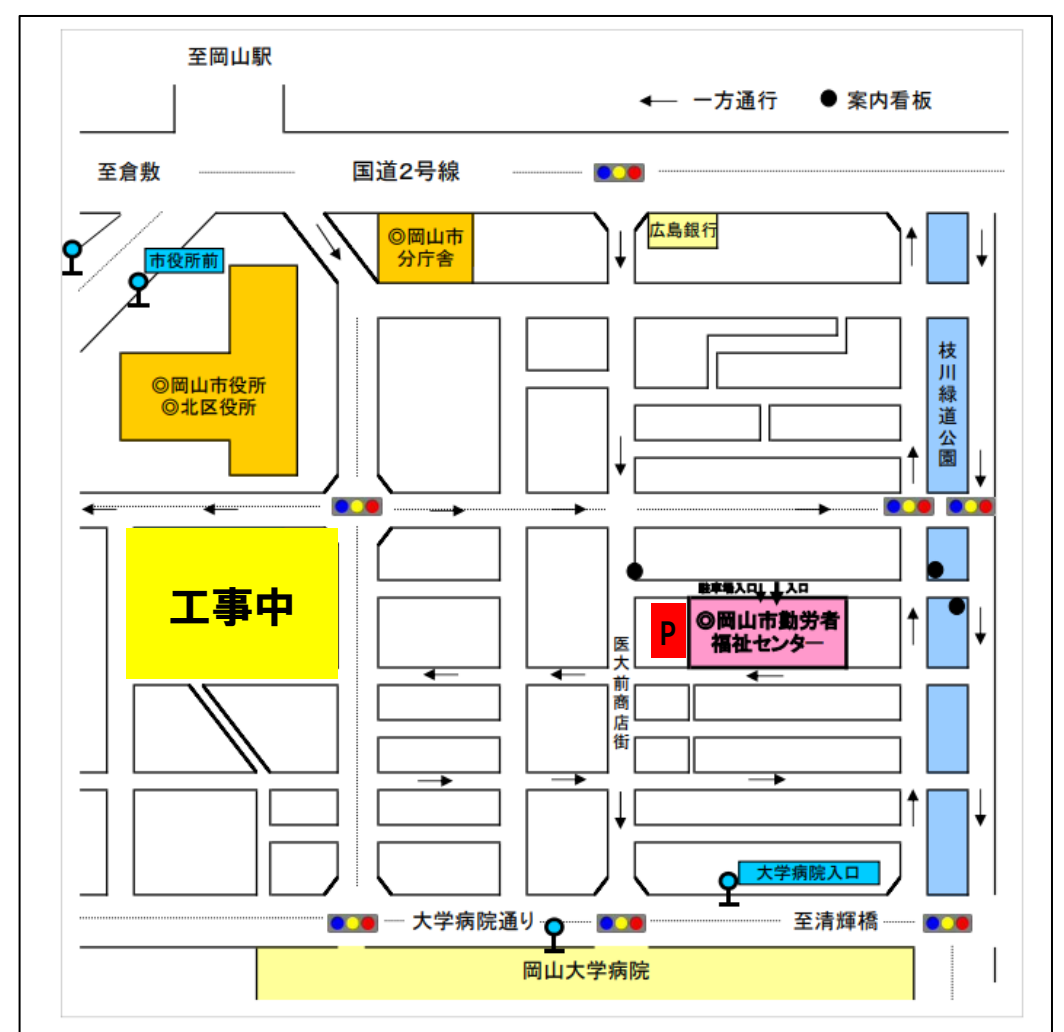 至岡山駅
← 一方通行 ● 案内看板
至倉敷
国道2号線
◎岡山市
分庁舎
広島銀行
市役所前
◎岡山市役所
◎北区役所
枝川緑道公園
工事中
駐車場入口
入口
P
◎岡山市勤労者
福祉センター
医大前商店街
大学病院入口
大学病院通り
至清輝橋
岡山大学病院